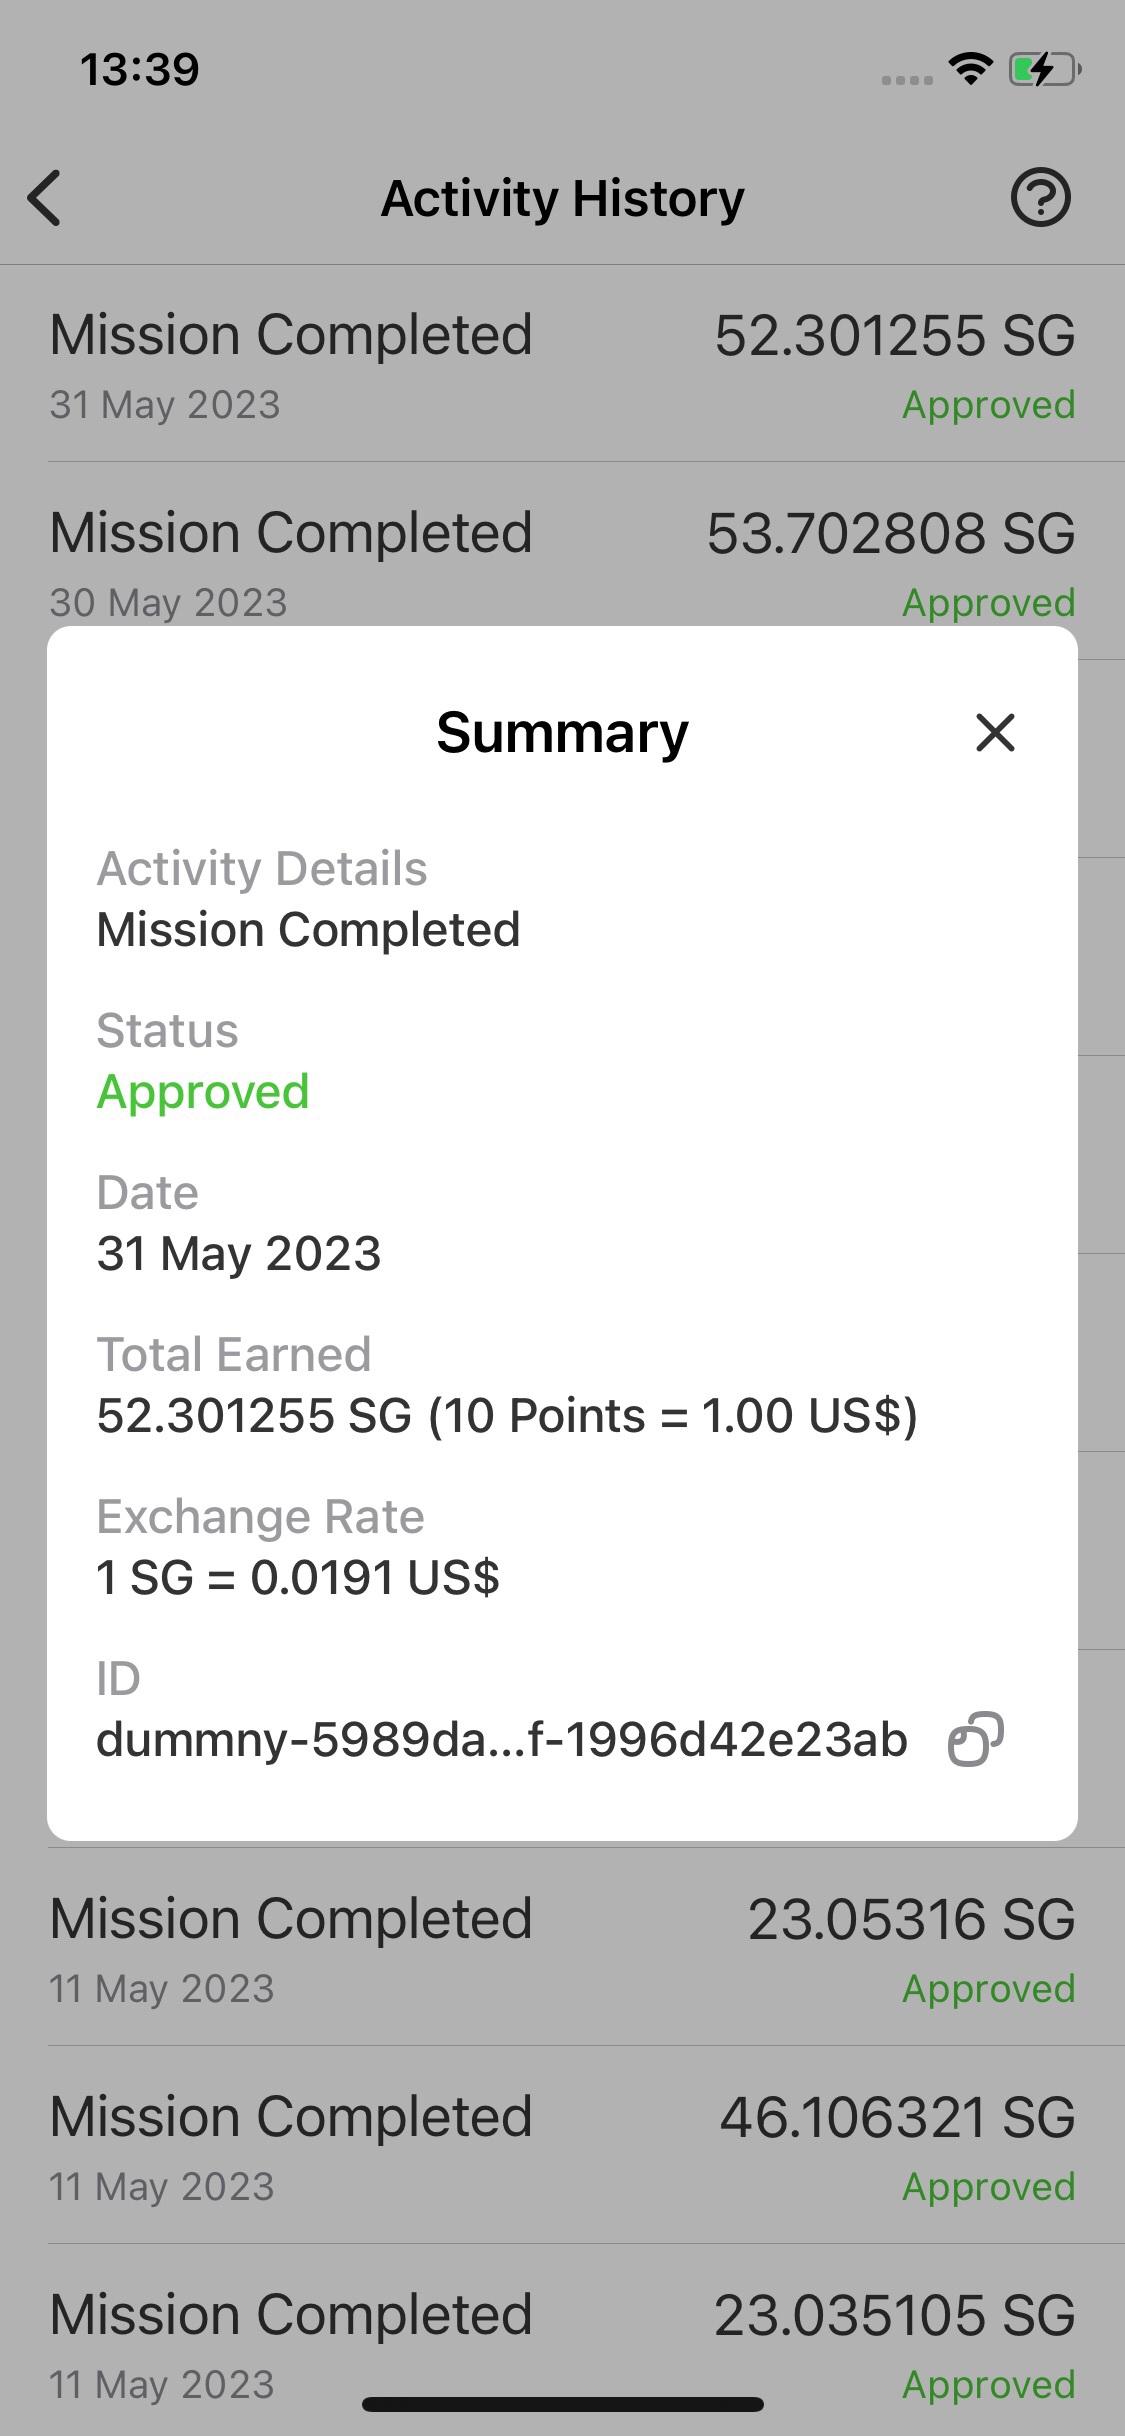 13:39
Activity History
Mission Completed 52.301255 SG
31 May 2023 Approved
Mission Completed 53.702808 SG
30 May 2023 Approved
Summary
Activity Details
Mission Completed
Status
Approved
Date
31 May 2023
Total Earned
52.301255 SG (10 Points = 1.00 US$)
Exchange Rate
1 SG = 0.0191 US$
ID
dummny-5989da...f-1996d42e23ab
Mission Completed 23.05316 SG
11 May 2023 Approved
Mission Completed 46.106321 SG
11 May 2023 Approved
Mission Completed 23.035105 SG
11 May 2023 Approved